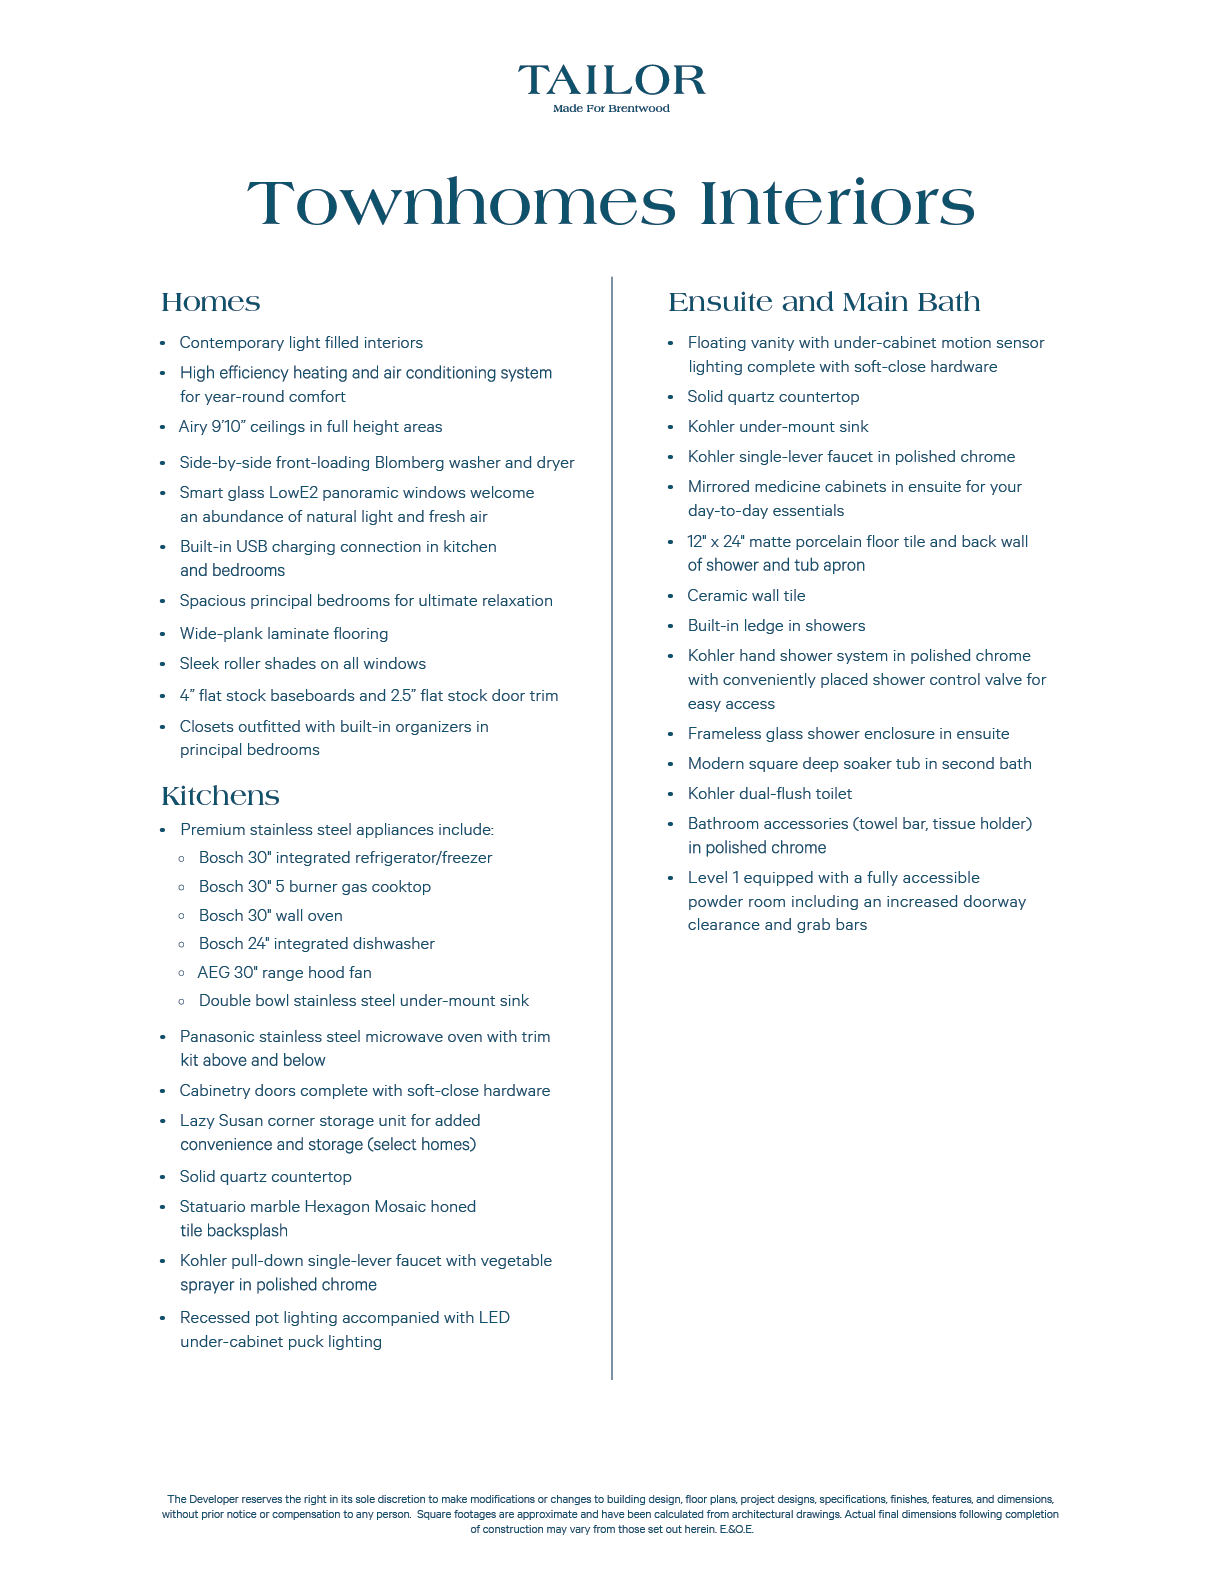 TAILOR
Made For Brentwood
Townhomes Interiors
Homes
• Contemporary light filled interiors
• High efficiency heating and air conditioning system
for year-round comfort
• Airy 9’10” ceilings in full height areas
• Side-by-side front-loading Blomberg washer and dryer
• Smart glass LowE2 panoramic windows welcome
an abundance of natural light and fresh air
• Built-in USB charging connection in kitchen
and bedrooms
• Spacious principal bedrooms for ultimate relaxation
• Wide-plank laminate flooring
• Sleek roller shades on all windows
• 4” flat stock baseboards and 2.5” flat stock door trim
• Closets outfitted with built-in organizers in
principal bedrooms
Kitchens
• Premium stainless steel appliances include:
○ Bosch 30" integrated refrigerator/freezer
○ Bosch 30" 5 burner gas cooktop
○ Bosch 30" wall oven
○ Bosch 24" integrated dishwasher
○ AEG 30" range hood fan
○ Double bowl stainless steel under-mount sink
• Panasonic stainless steel microwave oven with trim
kit above and below
• Cabinetry doors complete with soft-close hardware
• Lazy Susan corner storage unit for added
convenience and storage (select homes)
• Solid quartz countertop
• Statuario marble Hexagon Mosaic honed
tile backsplash
• Kohler pull-down single-lever faucet with vegetable
sprayer in polished chrome
• Recessed pot lighting accompanied with LED
under-cabinet puck lighting
Ensuite and Main Bath
• Floating vanity with under-cabinet motion sensor
lighting complete with soft-close hardware
• Solid quartz countertop
• Kohler under-mount sink
• Kohler single-lever faucet in polished chrome
• Mirrored medicine cabinets in ensuite for your
day-to-day essentials
• 12" x 24" matte porcelain floor tile and back wall
of shower and tub apron
• Ceramic wall tile
• Built-in ledge in showers
• Kohler hand shower system in polished chrome
with conveniently placed shower control valve for
easy access
• Frameless glass shower enclosure in ensuite
• Modern square deep soaker tub in second bath
• Kohler dual-flush toilet
• Bathroom accessories (towel bar, tissue holder)
in polished chrome
• Level 1 equipped with a fully accessible
powder room including an increased doorway
clearance and grab bars
The Developer reserves the right in its sole discretion to make modifications or changes to building design, floor plans, project designs, specifications, finishes, features, and dimensions,
without prior notice or compensation to any person. Square footages are approximate and have been calculated from architectural drawings. Actual final dimensions following completion
of construction may vary from those set out herein. E.&O.E.